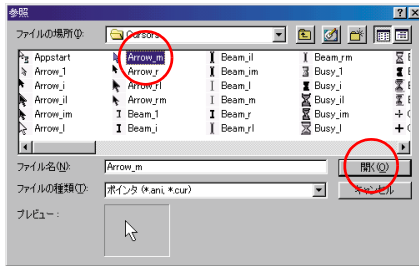 参照
ファイルの場所(I):
Cursors
Appstart
Arrow_1
Arrow_i
Arrow_il
Arrow_im
Arrow_l
Arrow_m
Arrow_r
Arrow_rl
Arrow_rm
Beam_1
Beam_i
Beam_il
Beam_im
Beam_l
Beam_m
Beam_r
Beam_rl
Beam_rm
Busy_1
Busy_i
Busy_il
Busy_im
Busy_l
ファイル名(N):
Arrow_m
開く(O)
ファイルの種類(T):
ポインタ (*.ani, *.cur)
キャンセル
プレビュー: